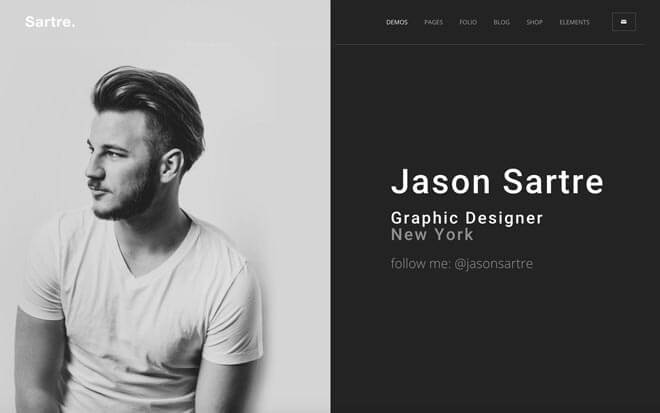 Sartre.
DEMOS PAGES FOLIO BLOG SHOP ELEMENTS
Jason Sartre
Graphic Designer
New York
follow me: @jasonsartre